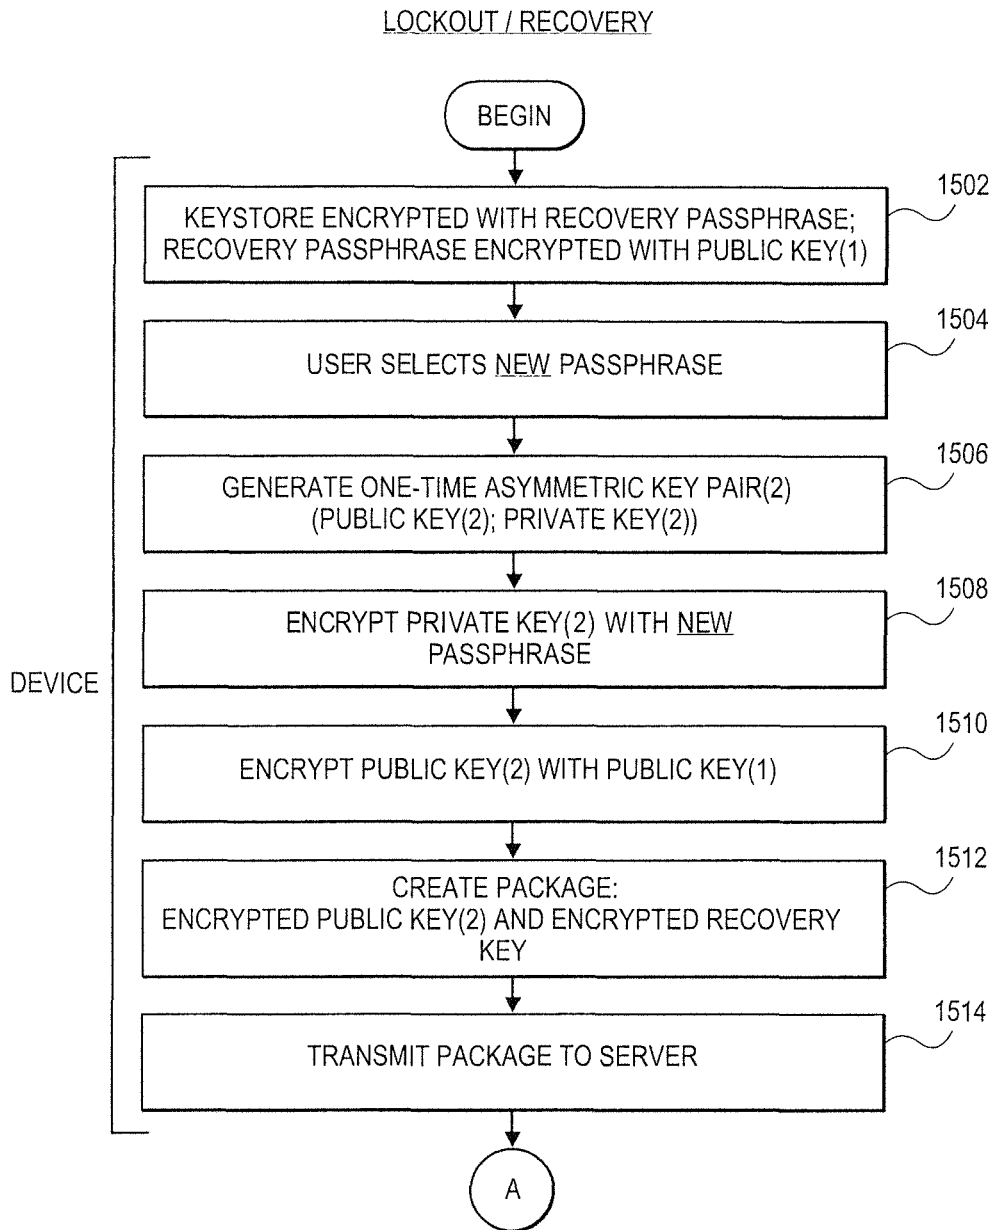 LOCKOUT / RECOVERY
BEGIN
1502
KEYSTORE ENCRYPTED WITH RECOVERY PASSPHRASE;
RECOVERY PASSPHRASE ENCRYPTED WITH PUBLIC KEY(1)
1504
USER SELECTS NEW PASSPHRASE
1506
GENERATE ONE-TIME ASYMMETRIC KEY PAIR(2)
(PUBLIC KEY(2); PRIVATE KEY(2))
1508
ENCRYPT PRIVATE KEY(2) WITH NEW
PASSPHRASE
DEVICE
1510
ENCRYPT PUBLIC KEY(2) WITH PUBLIC KEY(1)
1512
CREATE PACKAGE:
ENCRYPTED PUBLIC KEY(2) AND ENCRYPTED RECOVERY
KEY
1514
TRANSMIT PACKAGE TO SERVER
A